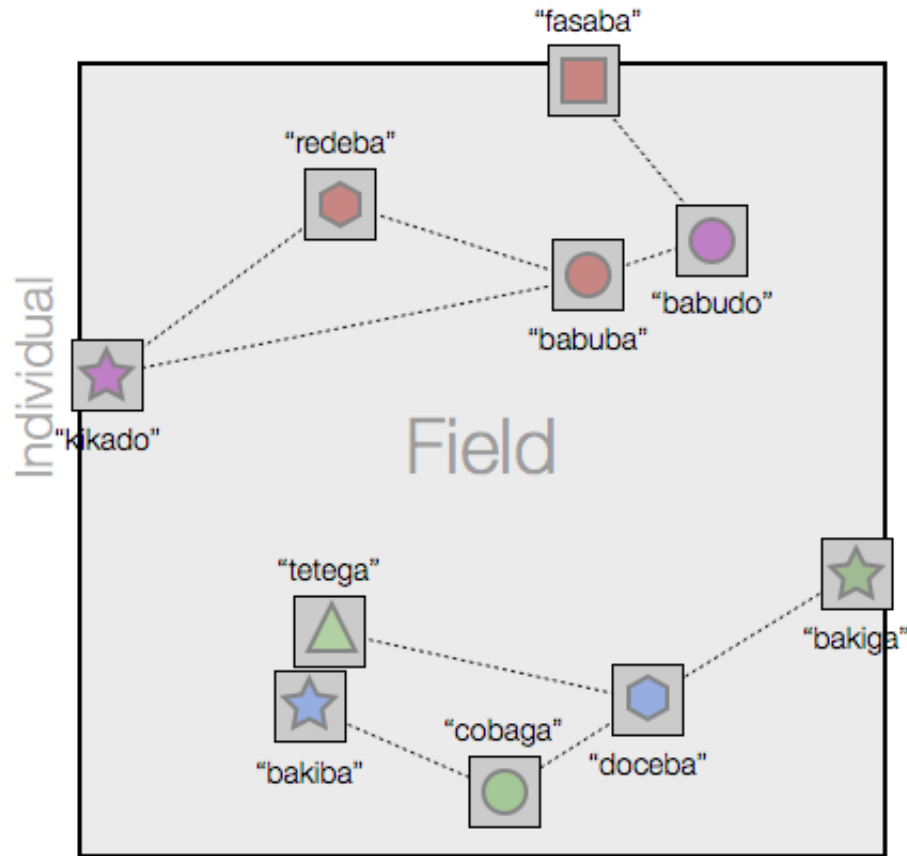 “fasaba”
“redeba”
“babudo”
“babuba”
Individual
“kikado”
Field
“tetega”
“bakiga”
“cobaga”
“doceba”
“bakiba”